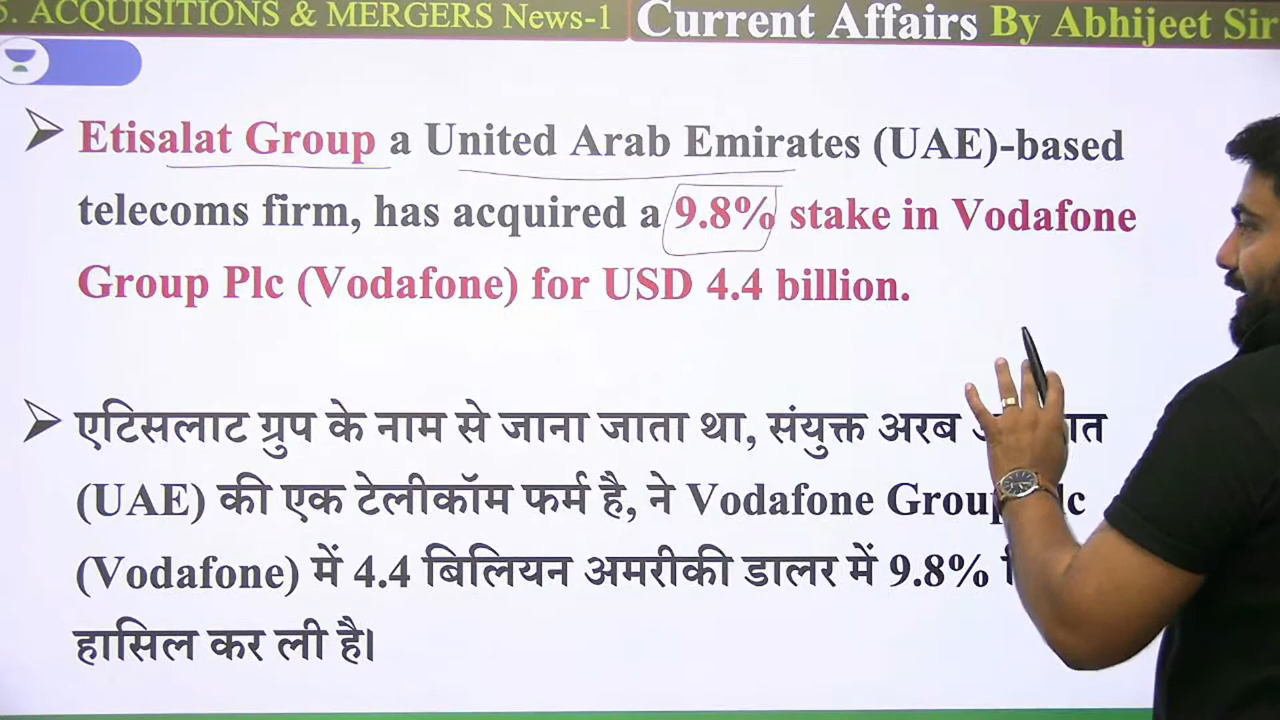 5. ACQUISITIONS & MERGERS News-1
Current Affairs By Abhijeet Sir
Etisalat Group a United Arab Emirates (UAE)-based
telecoms firm, has acquired a 9.8% stake in Vodafone
Group Plc (Vodafone) for USD 4.4 billion.
एटिसलाट ग्रुप के नाम से जाना जाता था, संयुक्त अरब
(UAE) की एक टेलीकॉम फर्म है, ने Vodafone Group
(Vodafone) में 4.4 बिलियन अमरीकी डालर में 9.8%
हासिल कर ली है।